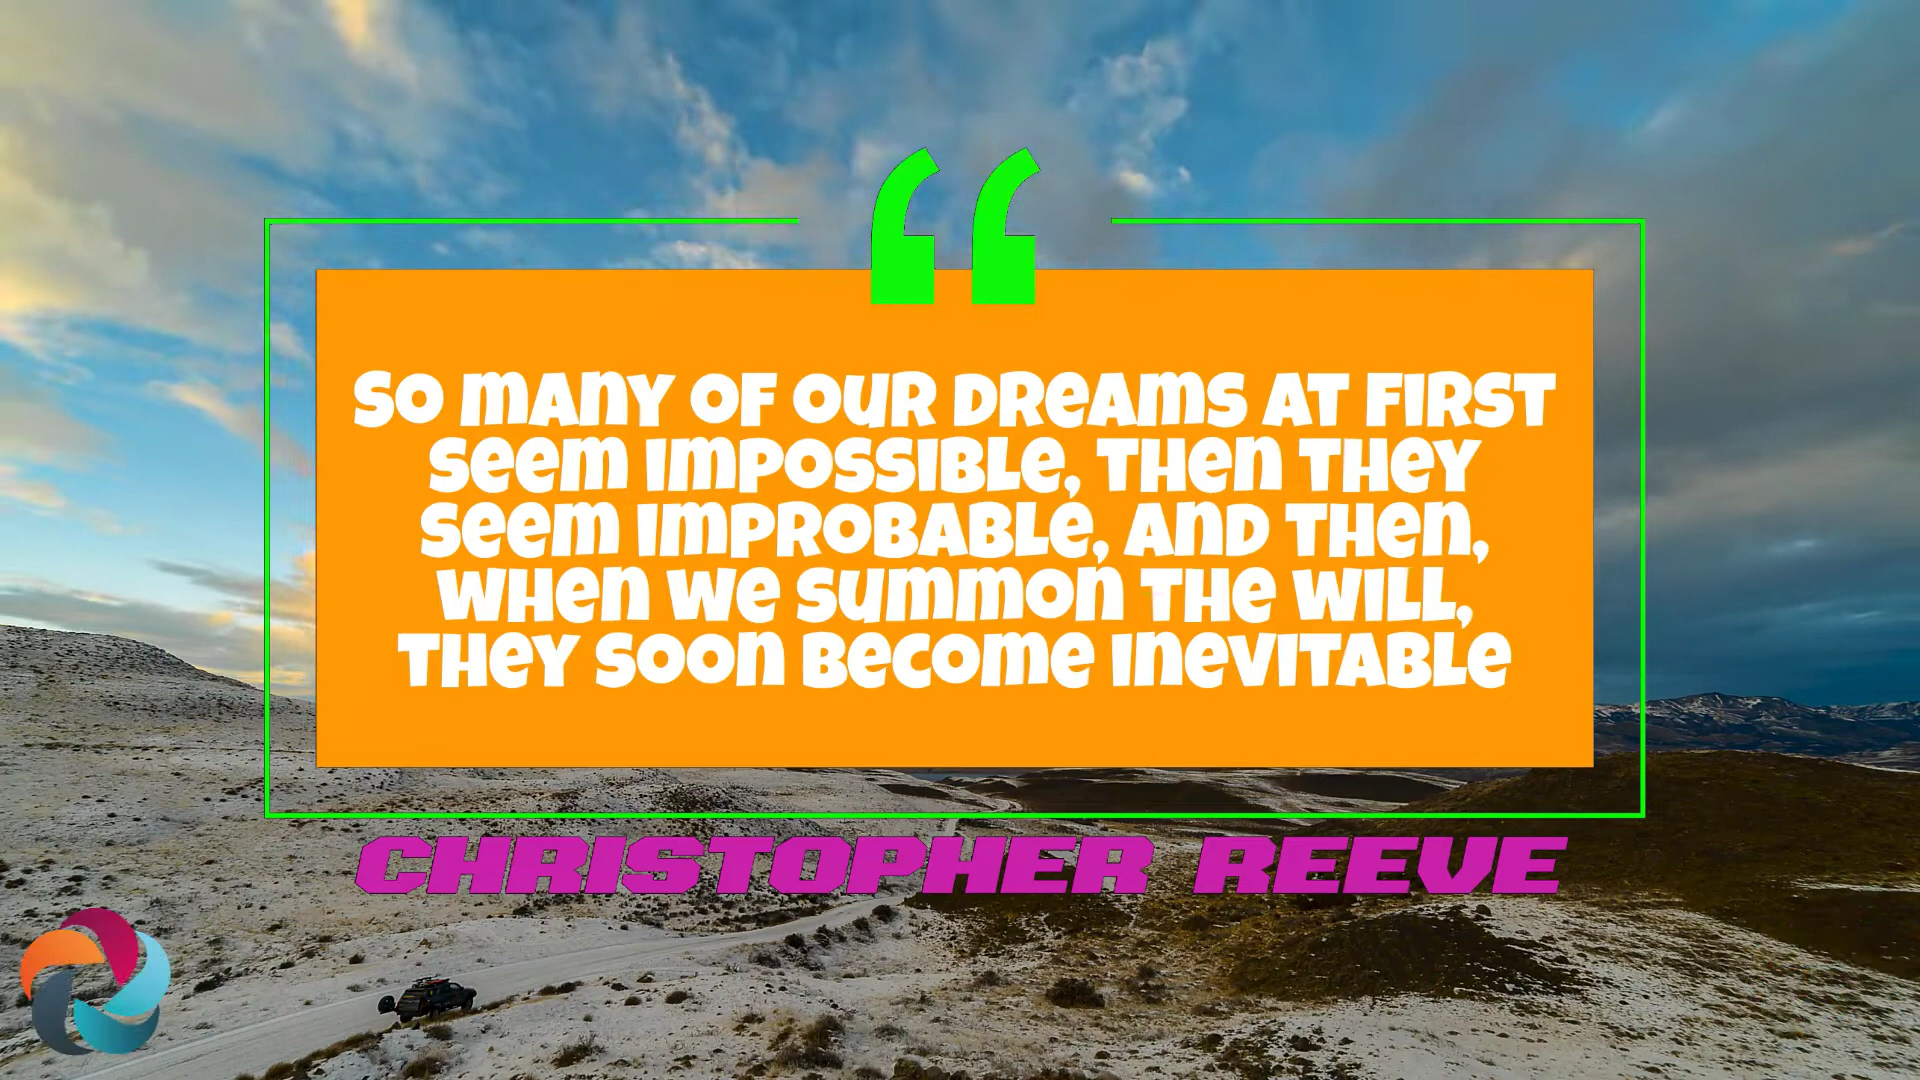 So many of our dreams at first
seem impossible, then they
seem improbable, and then,
when we summon the will,
they soon become inevitable
CHRISTOPHER REEVE